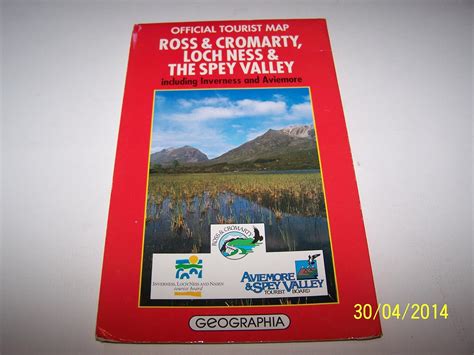 OFFICIAL TOURIST MAP
ROSS & CROMARTY,
LOCH NESS &
THE SPEY VALLEY
including Inverness and Aviemore
ROSS & CROMARTY
INVERNESS, LOCH NESS AND NAIRN
tourist board
AVIEMORE
& SPEY VALLEY
TOURIST BOARD
GEOGRAPHIA
30/04/2014